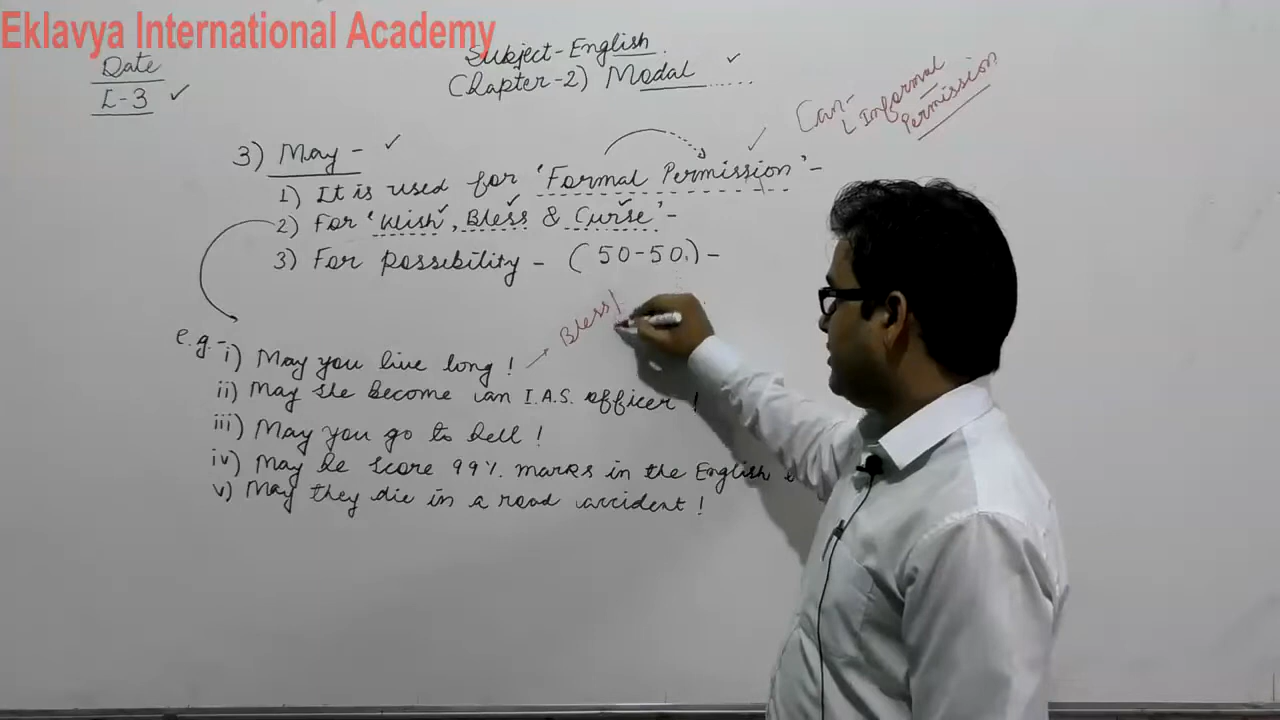 Eklavya International Academy
Subject-English
Date
L-3 ✓
Chapter-2) Modal ✓
Can-
Informal
Permission
3) May - ✓
1) It is used for 'Formal Permission' -
2) For 'Wish, Bless & Curse' -
3) For possibility - (50-50) -
Bless/
e.g.-
i) May you live long !
ii) May she become an I.A.S. officer !
iii) May you go to hell !
iv) May he score 99% marks in the English
v) May they die in a road accident !